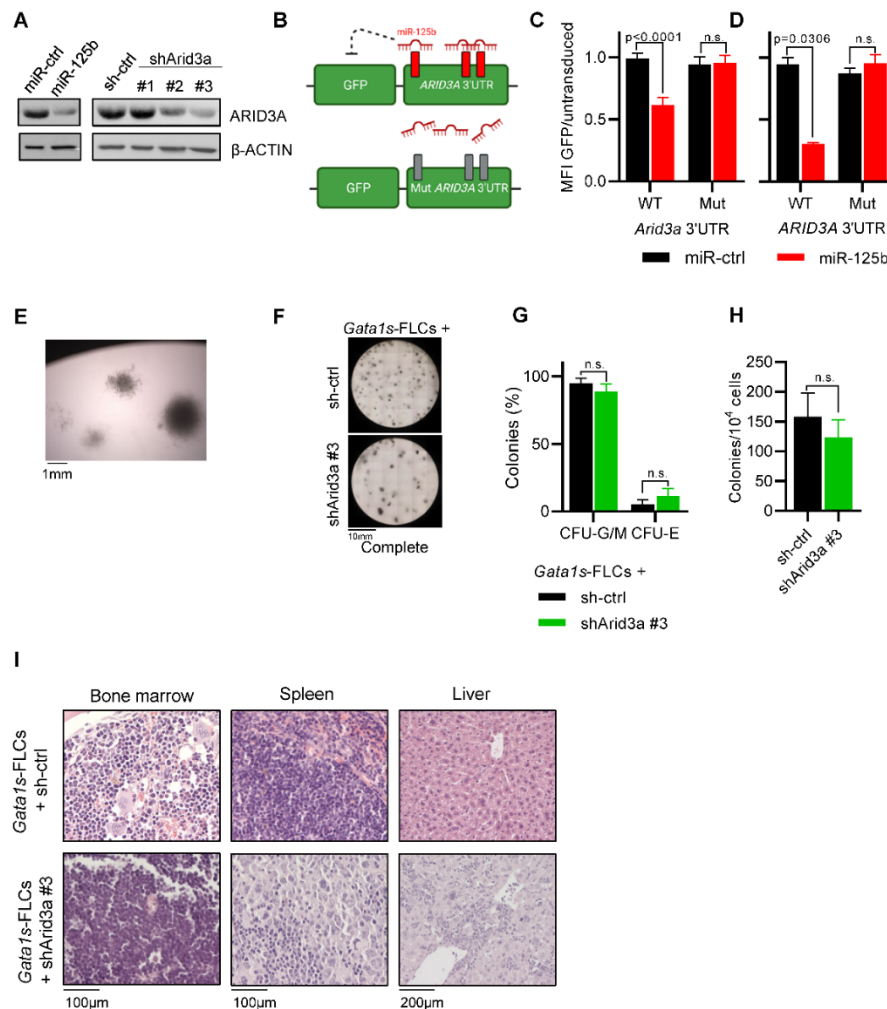 A
miR-ctrl
miR-125b
sh-ctrl
shArid3a
#1 #2 #3
ARID3A
β-ACTIN
B
miR-125b
GFP
ARID3A 3'UTR
GFP
Mut ARID3A 3'UTR
C
D
MFI GFP/untransduced
1.0
0.5
0.0
p<0.0001
n.s.
p=0.0306
n.s.
WT Mut
WT Mut
Arid3a 3'UTR
ARID3A 3'UTR
miR-ctrl
miR-125b
E
1mm
F
Gata1s-FLCs +
sh-ctrl
shArid3a #3
10mm
Complete
G
Colonies (%)
100
50
0
n.s.
n.s.
CFU-G/M CFU-E
Gata1s-FLCs +
sh-ctrl
shArid3a #3
H
Colonies/10⁴ cells
250
200
150
100
50
0
n.s.
sh-ctrl
shArid3a #3
I
Bone marrow
Spleen
Liver
Gata1s-FLCs
+ sh-ctrl
Gata1s-FLCs
+ shArid3a #3
100µm
100µm
200µm